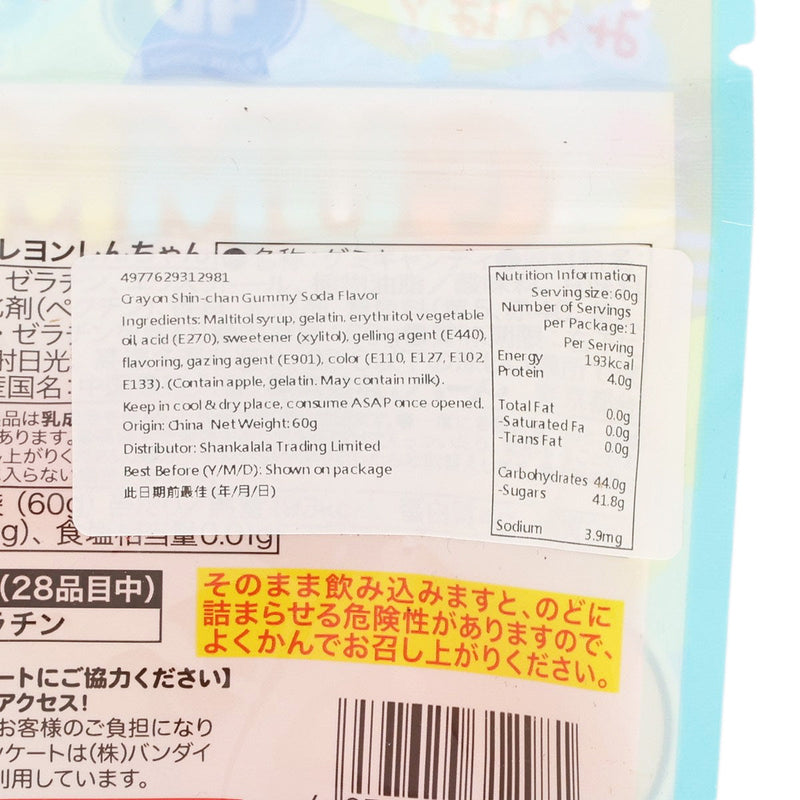 4977629312981
Crayon Shin-chan Gummy Soda Flavor
Ingredients: Maltitol syrup, gelatin, erythritol, vegetable
oil, acid (E270), sweetener (xylitol), gelling agent (E440),
flavoring, gazing agent (E901), color (E110, E127, E102,
E133). (Contain apple, gelatin. May contain milk).
Keep in cool & dry place, consume ASAP once opened.
Origin: China Net Weight: 60g
Distributor: Shankalala Trading Limited
Best Before (Y/M/D): Shown on package
此日期前最佳 (年/月/日)
Nutrition Information
Serving size: 60g
Number of Servings
per Package: 1
Per Serving
Energy 193kcal
Protein 4.0g
Total Fat 0.0g
-Saturated Fa 0.0g
-Trans Fat 0.0g
Carbohydrates 44.0g
-Sugars 41.8g
Sodium 3.9mg
レヨンしんちゃん
ゼラチ
剤(ペ
・ゼラ
射日光
産国名:
品は乳成
あります。
上がりく
入らない
(60g
g)、食塩相当量0.01g
(28品目中)
ラチン
そのまま飲み込みますと、のどに
詰まらせる危険性がありますので、
よくかんでお召し上がりください。
ートにご協力ください】
アクセス!
お客様のご負担になり
ケートは(株)バンダイ
利用しています。